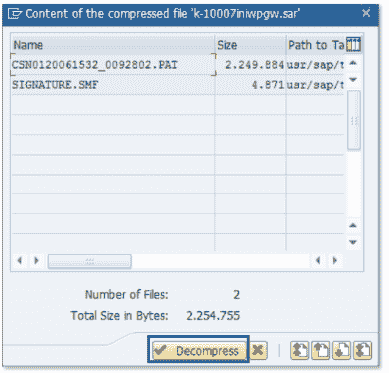 Content of the compressed file 'k-10007iniwpgw.sar'
Name Size Path to Ta
CSN0120061532_0092802.PAT 2.249.884 usr/sap/t
SIGNATURE.SMF 4.871 usr/sap/t
Number of Files: 2
Total Size in Bytes: 2.254.755
Decompress